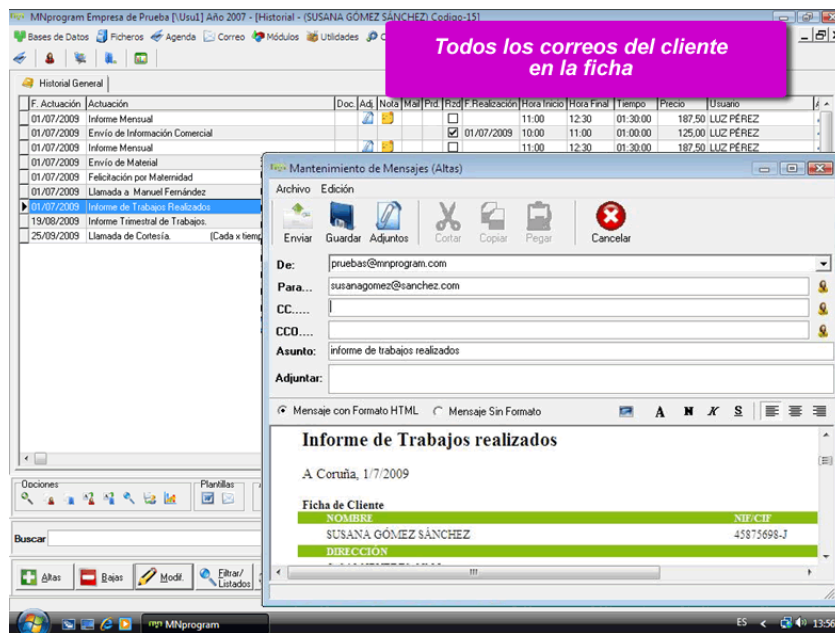 MNprogram Empresa de Prueba [\Usu1] Año 2007 - [Historial - (SUSANA GÓMEZ SÁNCHEZ) Codigo-15]
Bases de Datos Ficheros Agenda Correo Módulos Utilidades
Todos los correos del cliente
en la ficha
Historial General
F. Actuación Actuación Doc. Adj. Nota Mail Prd. Rzd F.Realización Hora Inicio Hora Final Tiempo Precio Usuario
01/07/2009 Informe Mensual 11:00 12:30 01:30:00 187,50 LUZ PÉREZ
01/07/2009 Envío de Información Comercial 01/07/2009 10:00 11:00 01:00:00 125,00 LUZ PÉREZ
01/07/2009 Informe Mensual 11:00 12:30 01:30:00 187,50 LUZ PÉREZ
01/07/2009 Envío de Material
01/07/2009 Felicitación por Maternidad
01/07/2009 Llamada a Manuel Fernández
01/07/2009 Informe de Trabajos Realizados
19/08/2009 Informe Trimestral de Trabajos.
25/09/2009 Llamada de Cortesía. (Cada x
Mantenimiento de Mensajes (Altas)
Archivo Edición
Enviar Guardar Adjuntos Cortar Copiar Pegar Cancelar
De: pruebas@mnprogram.com
Para... susanagomez@sanchez.com
CC.....
CCO....
Asunto: informe de trabajos realizados
Adjuntar:
Mensaje con Formato HTML Mensaje Sin Formato A N K S
Informe de Trabajos realizados
A Coruña, 1/7/2009
Ficha de Cliente
NOMBRE NIF/CIF
SUSANA GÓMEZ SÁNCHEZ 45875698-J
DIRECCIÓN
Opciones Plantillas
Buscar
Altas Bajas Modif. Filtrar/
Listados
MNprogram ES 13:56